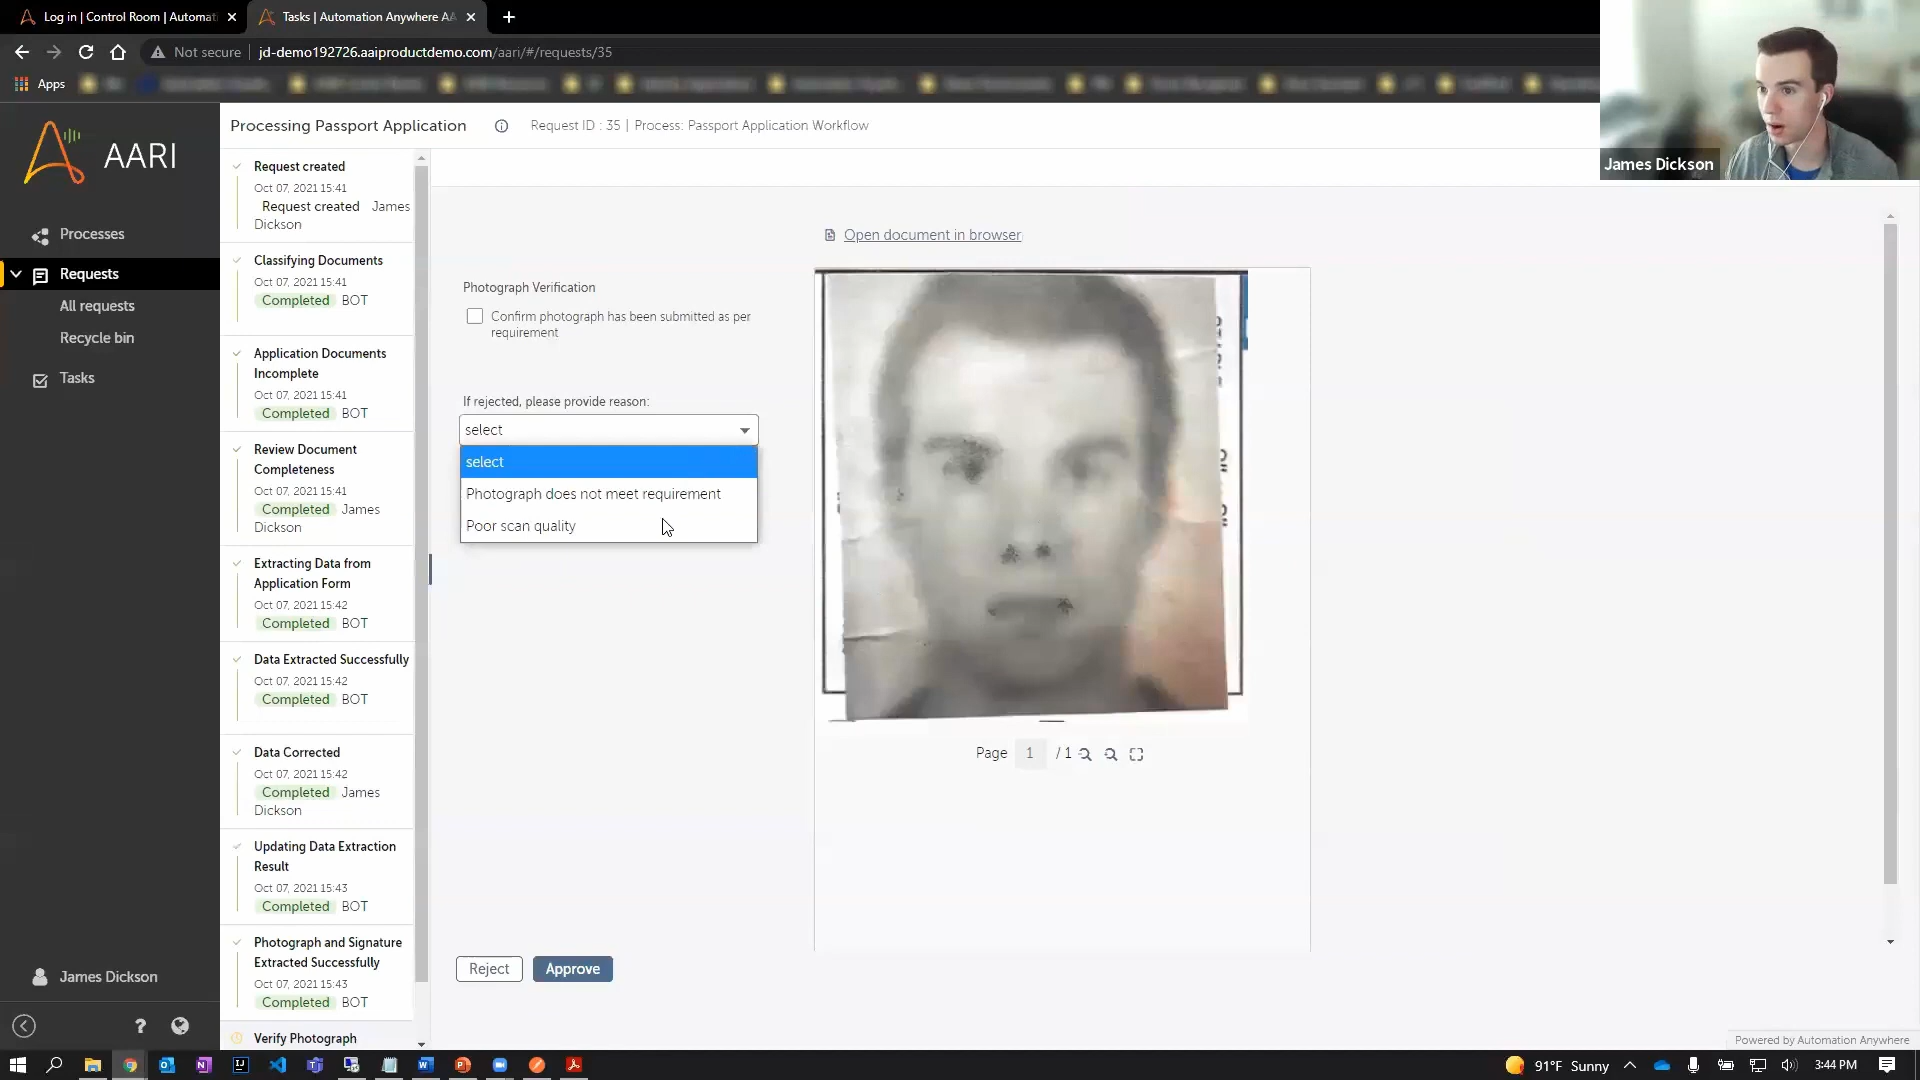 Log in | Control Room | Automat
Tasks | Automation Anywhere AA
Not secure
jd-demo192726.aaiproductdemo.com/aari/#/requests/35
Apps
James Dickson
AARI
Processes
Requests
All requests
Recycle bin
Tasks
James Dickson
Processing Passport Application
Request ID : 35 | Process: Passport Application Workflow
Request created
Oct 07, 2021 15:41
Request created James
Dickson
Classifying Documents
Oct 07, 2021 15:41
Completed BOT
Application Documents
Incomplete
Oct 07, 2021 15:41
Completed BOT
Review Document
Completeness
Oct 07, 2021 15:41
Completed James
Dickson
Extracting Data from
Application Form
Oct 07, 2021 15:42
Completed BOT
Data Extracted Successfully
Oct 07, 2021 15:42
Completed BOT
Data Corrected
Oct 07, 2021 15:42
Completed James
Dickson
Updating Data Extraction
Result
Oct 07, 2021 15:43
Completed BOT
Photograph and Signature
Extracted Successfully
Oct 07, 2021 15:43
Completed BOT
Verify Photograph
Open document in browser
Photograph Verification
Confirm photograph has been submitted as per
requirement
If rejected, please provide reason:
select
select
Photograph does not meet requirement
Poor scan quality
Page 1 / 1
Reject
Approve
Powered by Automation Anywhere
91°F Sunny
3:44 PM